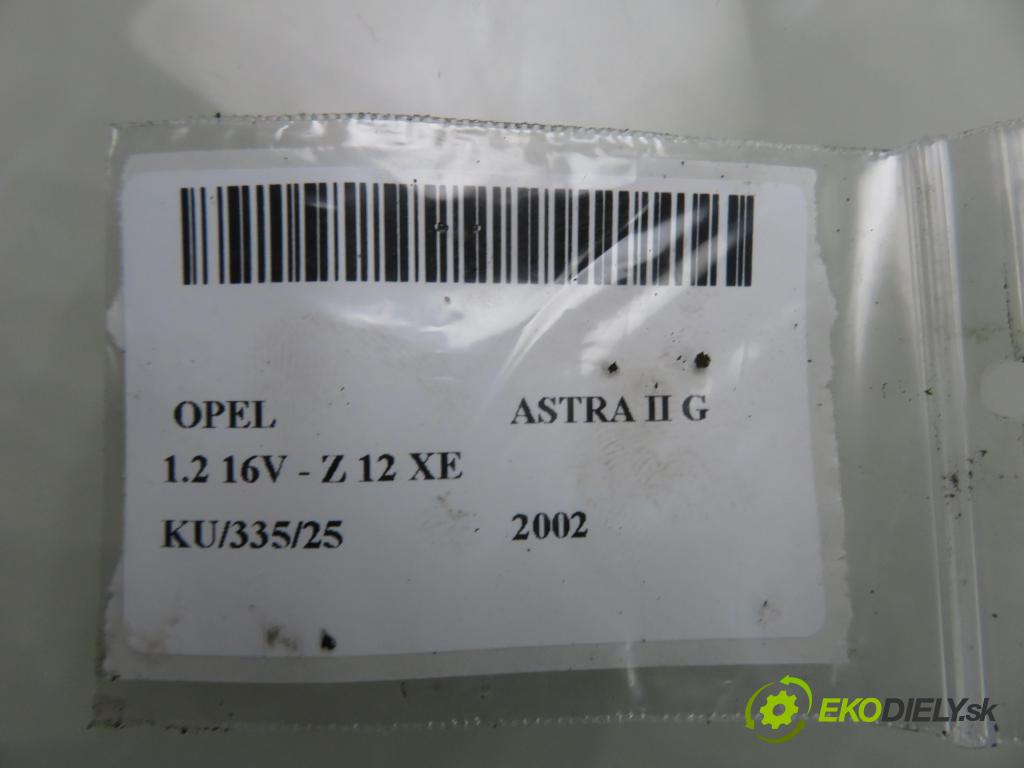 OPEL ASTRA II G
1.2 16V - Z 12 XE
KU/335/25 2002
EKODIELY.sk